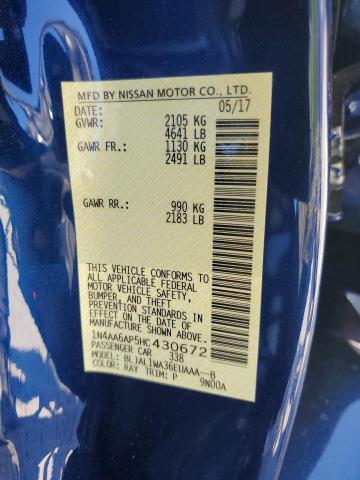 MFD BY NISSAN MOTOR CO., LTD.
DATE: 05/17
GVWR: 2105 KG
4641 LB
GAWR FR.: 1130 KG
2491 LB
GAWR RR.: 990 KG
2183 LB
THIS VEHICLE CONFORMS TO
ALL APPLICABLE FEDERAL
MOTOR VEHICLE SAFETY,
BUMPER, AND THEFT
PREVENTION STANDARDS IN
EFFECT ON THE DATE OF
MANUFACTURE SHOWN ABOVE.
1N4AA6AP5HC430672
PASSENGER CAR 338
MODEL: BLJAL1WA36EUAAA--B
COLOR: RAY TRIM: P 9N00A